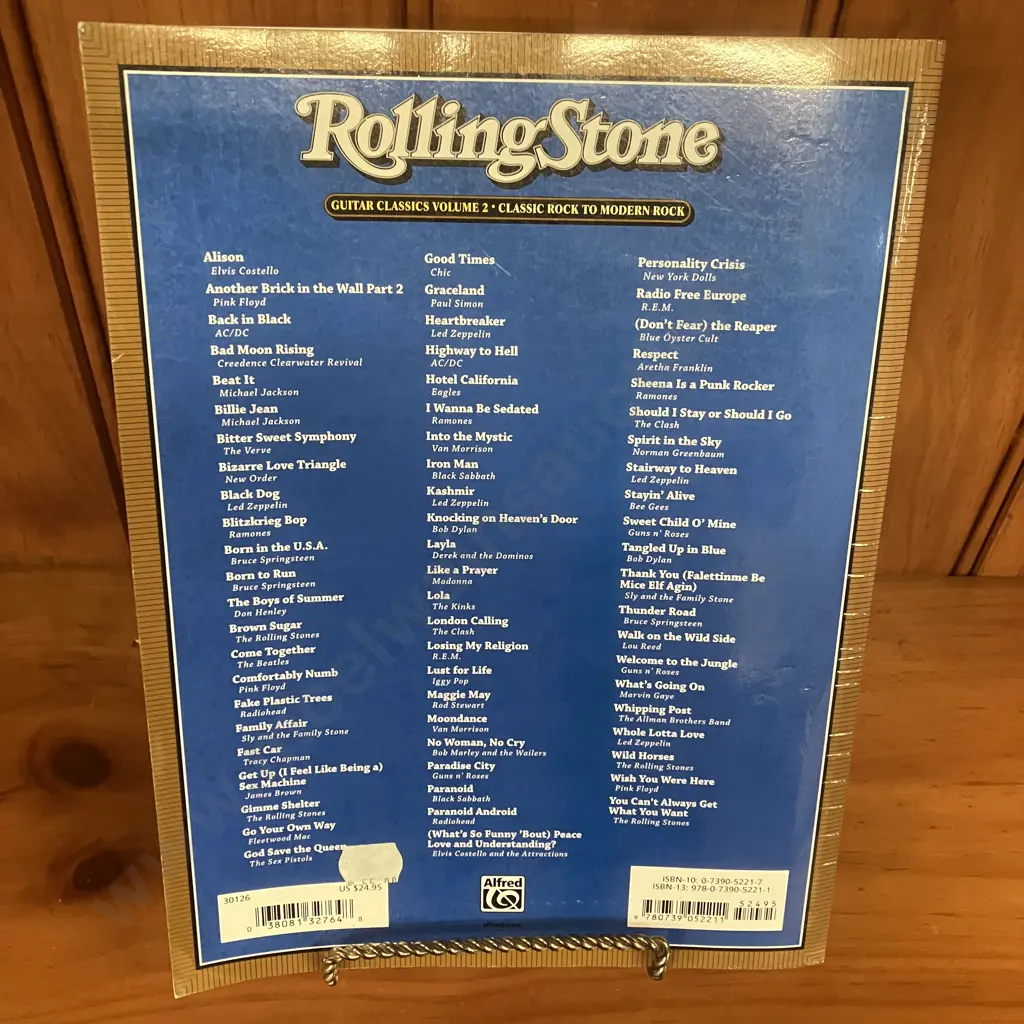 Rolling Stone
GUITAR CLASSICS VOLUME 2 • CLASSIC ROCK TO MODERN ROCK
Alison
Elvis Costello
Another Brick in the Wall Part 2
Pink Floyd
Back in Black
AC/DC
Bad Moon Rising
Creedence Clearwater Revival
Beat It
Michael Jackson
Billie Jean
Michael Jackson
Bitter Sweet Symphony
The Verve
Bizarre Love Triangle
New Order
Black Dog
Led Zeppelin
Blitzkrieg Bop
Ramones
Born in the U.S.A.
Bruce Springsteen
Born to Run
Bruce Springsteen
The Boys of Summer
Don Henley
Brown Sugar
The Rolling Stones
Come Together
The Beatles
Comfortably Numb
Pink Floyd
Fake Plastic Trees
Radiohead
Family Affair
Sly and the Family Stone
Fast Car
Tracy Chapman
Get Up (I Feel Like Being a)
Sex Machine
James Brown
Gimme Shelter
The Rolling Stones
Go Your Own Way
Fleetwood Mac
God Save the Queen
The Sex Pistols
Good Times
Chic
Graceland
Paul Simon
Heartbreaker
Led Zeppelin
Highway to Hell
AC/DC
Hotel California
Eagles
I Wanna Be Sedated
Ramones
Into the Mystic
Van Morrison
Iron Man
Black Sabbath
Kashmir
Led Zeppelin
Knocking on Heaven's Door
Bob Dylan
Layla
Derek and the Dominos
Like a Prayer
Madonna
Lola
The Kinks
London Calling
The Clash
Losing My Religion
R.E.M.
Lust for Life
Iggy Pop
Maggie May
Rod Stewart
Moondance
Van Morrison
No Woman, No Cry
Bob Marley and the Wailers
Paradise City
Guns n' Roses
Paranoid
Black Sabbath
Paranoid Android
Radiohead
(What's So Funny 'Bout) Peace
Love and Understanding?
Elvis Costello and the Attractions
Personality Crisis
New York Dolls
Radio Free Europe
R.E.M.
(Don't Fear) the Reaper
Blue Öyster Cult
Respect
Aretha Franklin
Sheena Is a Punk Rocker
Ramones
Should I Stay or Should I Go
The Clash
Spirit in the Sky
Norman Greenbaum
Stairway to Heaven
Led Zeppelin
Stayin' Alive
Bee Gees
Sweet Child O' Mine
Guns n' Roses
Tangled Up in Blue
Bob Dylan
Thank You (Falettinme Be
Mice Elf Agin)
Sly and the Family Stone
Thunder Road
Bruce Springsteen
Walk on the Wild Side
Lou Reed
Welcome to the Jungle
Guns n' Roses
What's Going On
Marvin Gaye
Whipping Post
The Allman Brothers Band
Whole Lotta Love
Led Zeppelin
Wild Horses
The Rolling Stones
Wish You Were Here
Pink Floyd
You Can't Always Get
What You Want
The Rolling Stones
30126
US $24.95
0 38081 32764 8
Alfred
alfred.com
ISBN-10: 0-7390-5221-7
ISBN-13: 978-0-7390-5221-1
52495
9 780739 052211